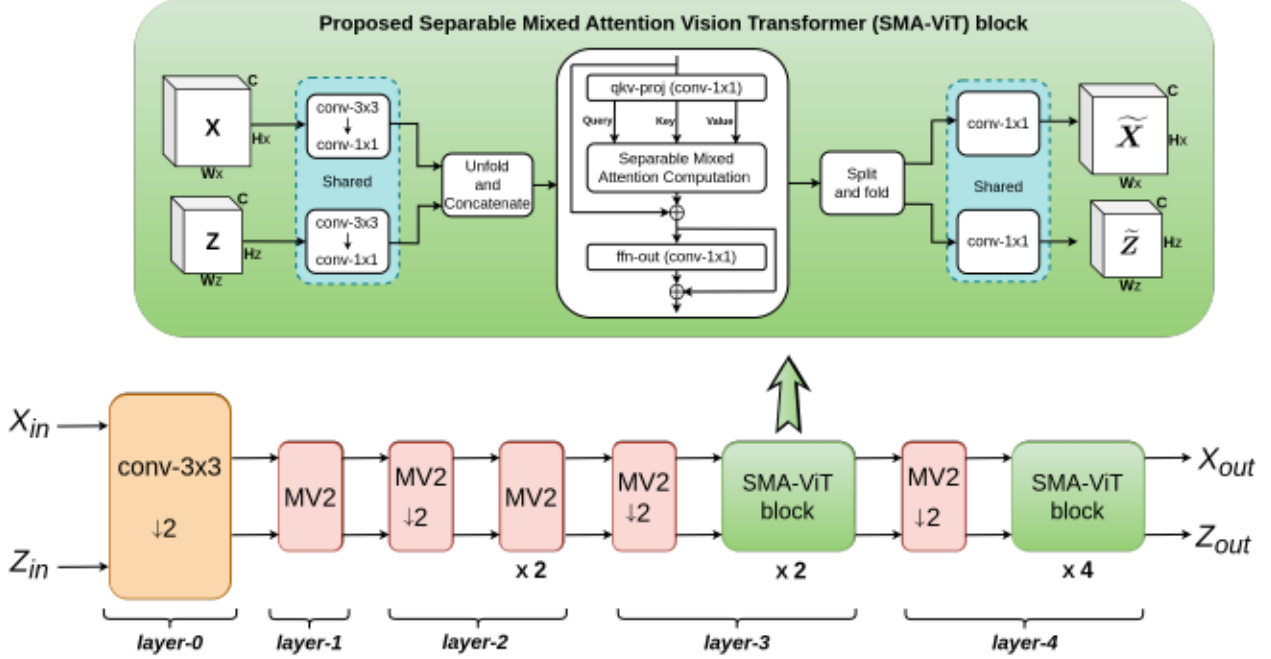 Proposed Separable Mixed Attention Vision Transformer (SMA-ViT) block
X
C
Hx
Wx
Z
C
Hz
Wz
conv-3x3
↓
conv-1x1
Shared
conv-3x3
↓
conv-1x1
Unfold
and
Concatenate
qkv-proj (conv-1x1)
Query
Key
Value
Separable Mixed
Attention Computation
ffn-out (conv-1x1)
Split
and fold
conv-1x1
Shared
conv-1x1
X̃
C
Hx
Wx
Z̃
C
Hz
Wz
X_in
Z_in
conv-3x3
↓2
MV2
MV2
↓2
MV2
x 2
MV2
↓2
SMA-ViT
block
x 2
MV2
↓2
SMA-ViT
block
x 4
X_out
Z_out
layer-0
layer-1
layer-2
layer-3
layer-4